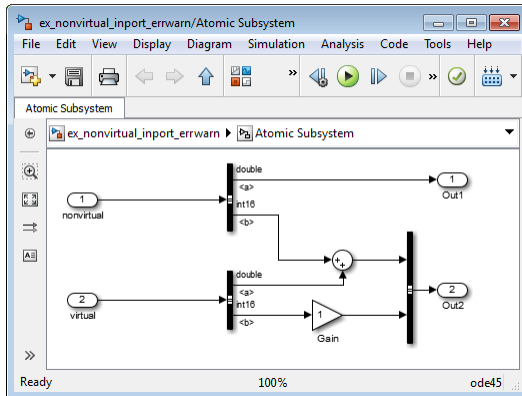 ex_nonvirtual_inport_errwarn/Atomic Subsystem
File Edit View Display Diagram Simulation Analysis Code Tools Help
» »
Atomic Subsystem
ex_nonvirtual_inport_errwarn Atomic Subsystem
double
1
<a>
1
nonvirtual
int16
Out1
<b>
++
double
2
<a>
2
virtual
int16
1
Out2
<b>
Gain
»
Ready 100% ode45